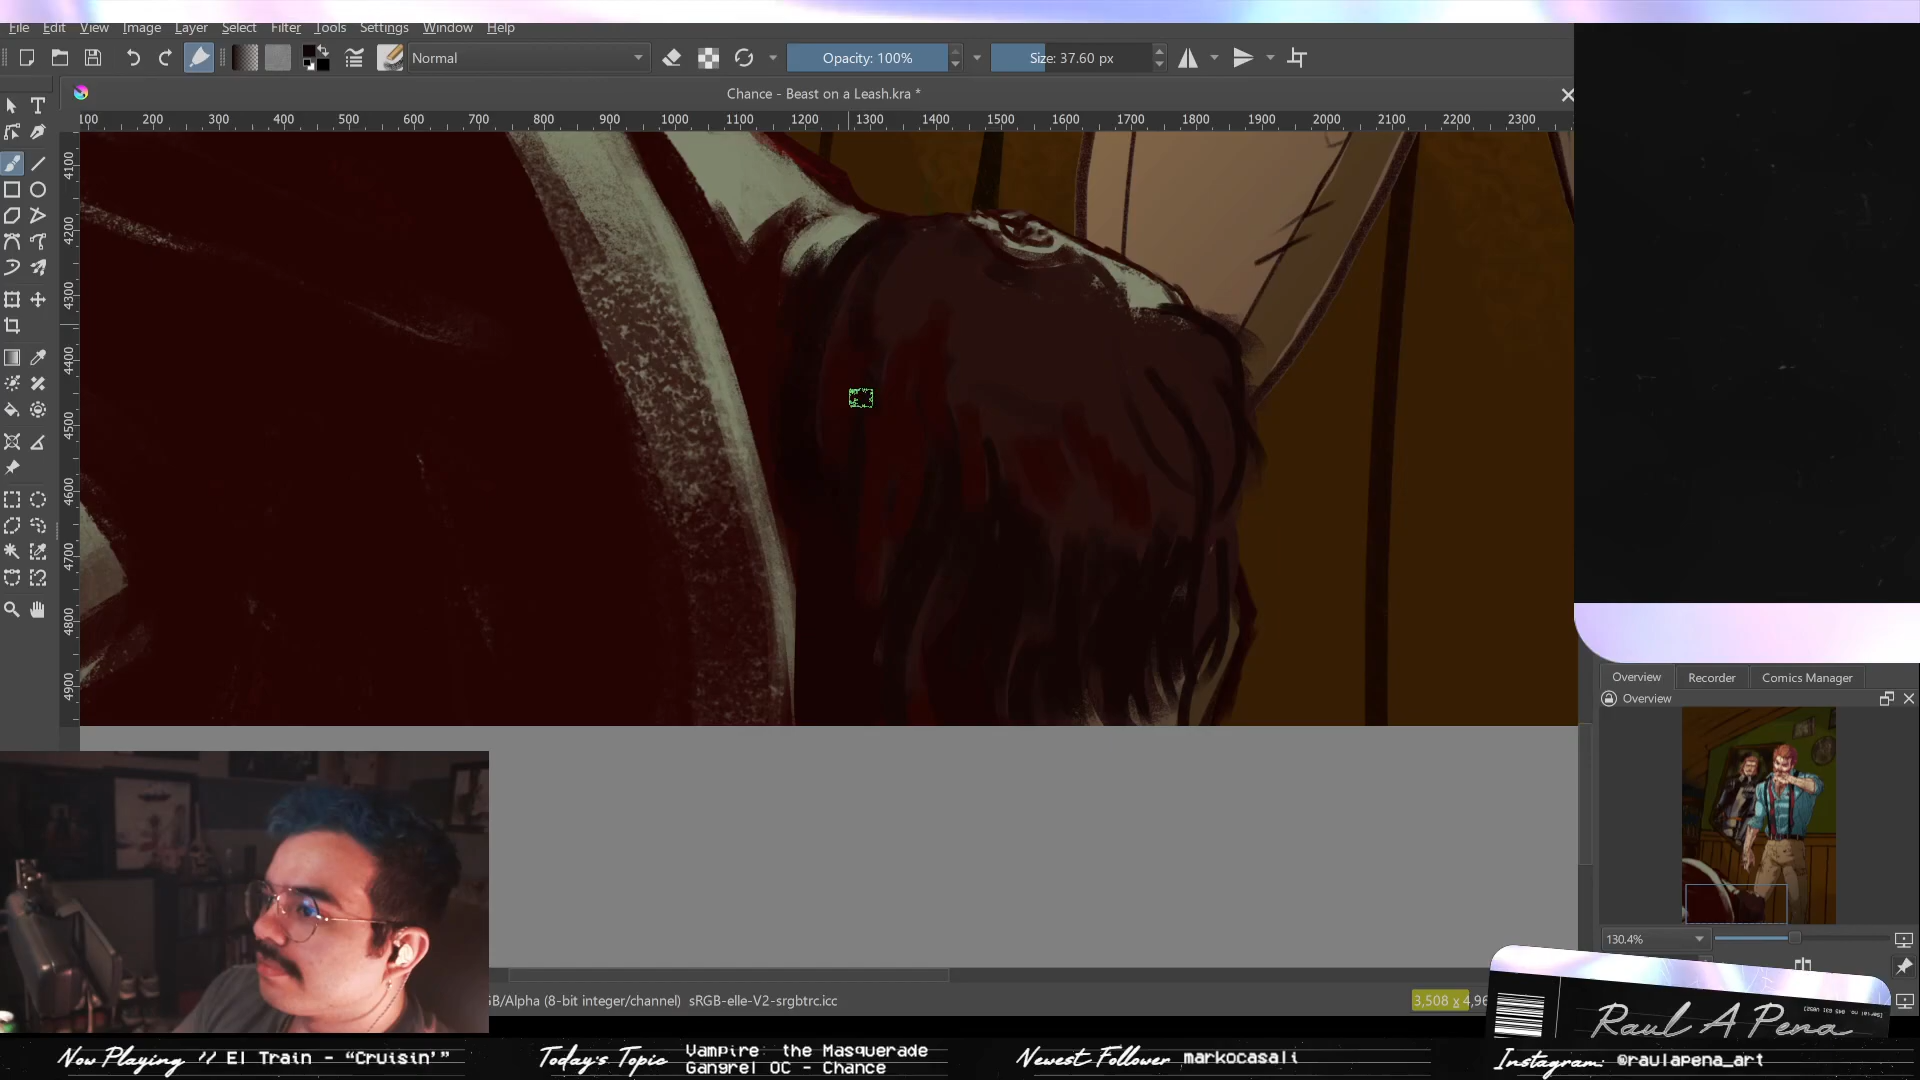 File Edit View Image Layer Select Filter Tools Settings Window Help
Normal
Opacity: 100%
Size: 37.60 px
Chance - Beast on a Leash.kra *
100 200 300 400 500 600 700 800 900 1000 1100 1200 1300 1400 1500 1600 1700 1800 1900 2000 2100 2200 2300
4100
4200
4300
4400
4500
4600
4700
4800
4900
Overview Recorder Comics Manager
Overview
130.4%
GB/Alpha (8-bit integer/channel) sRGB-elle-V2-srgbtrc.icc
3,508 x 4,96
Raul A Pena
Now Playing // El Train - "Cruisin'"
Today's Topic Vampire: the Masquerade
Gangrel OC - Chance
Newest Follower markocasali
Instagram: @raulapena_art